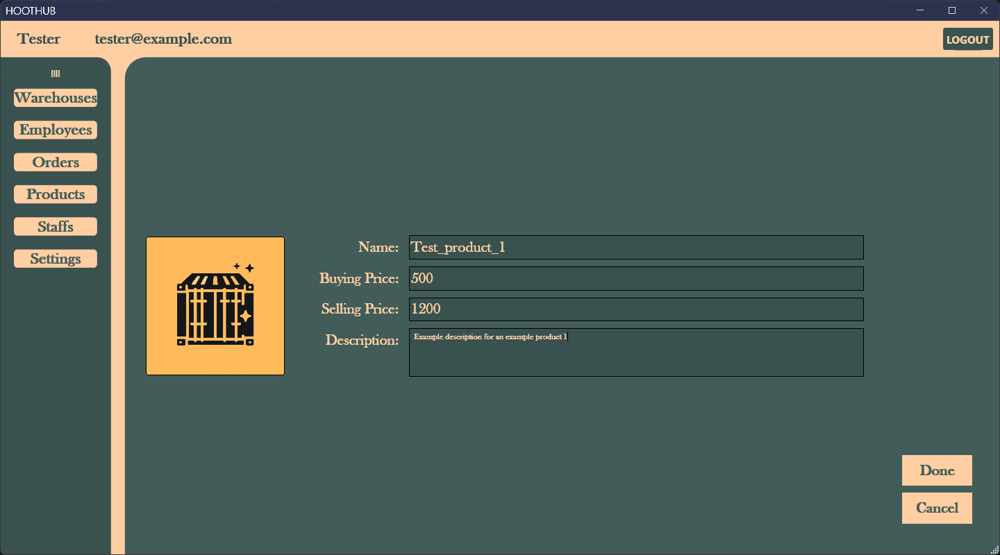 HOOTHUB
Tester tester@example.com LOGOUT
Warehouses
Employees
Orders
Products
Staffs
Settings
Name: Test_product_1
Buying Price: 500
Selling Price: 1200
Description: Example description for an example product 1
Done
Cancel